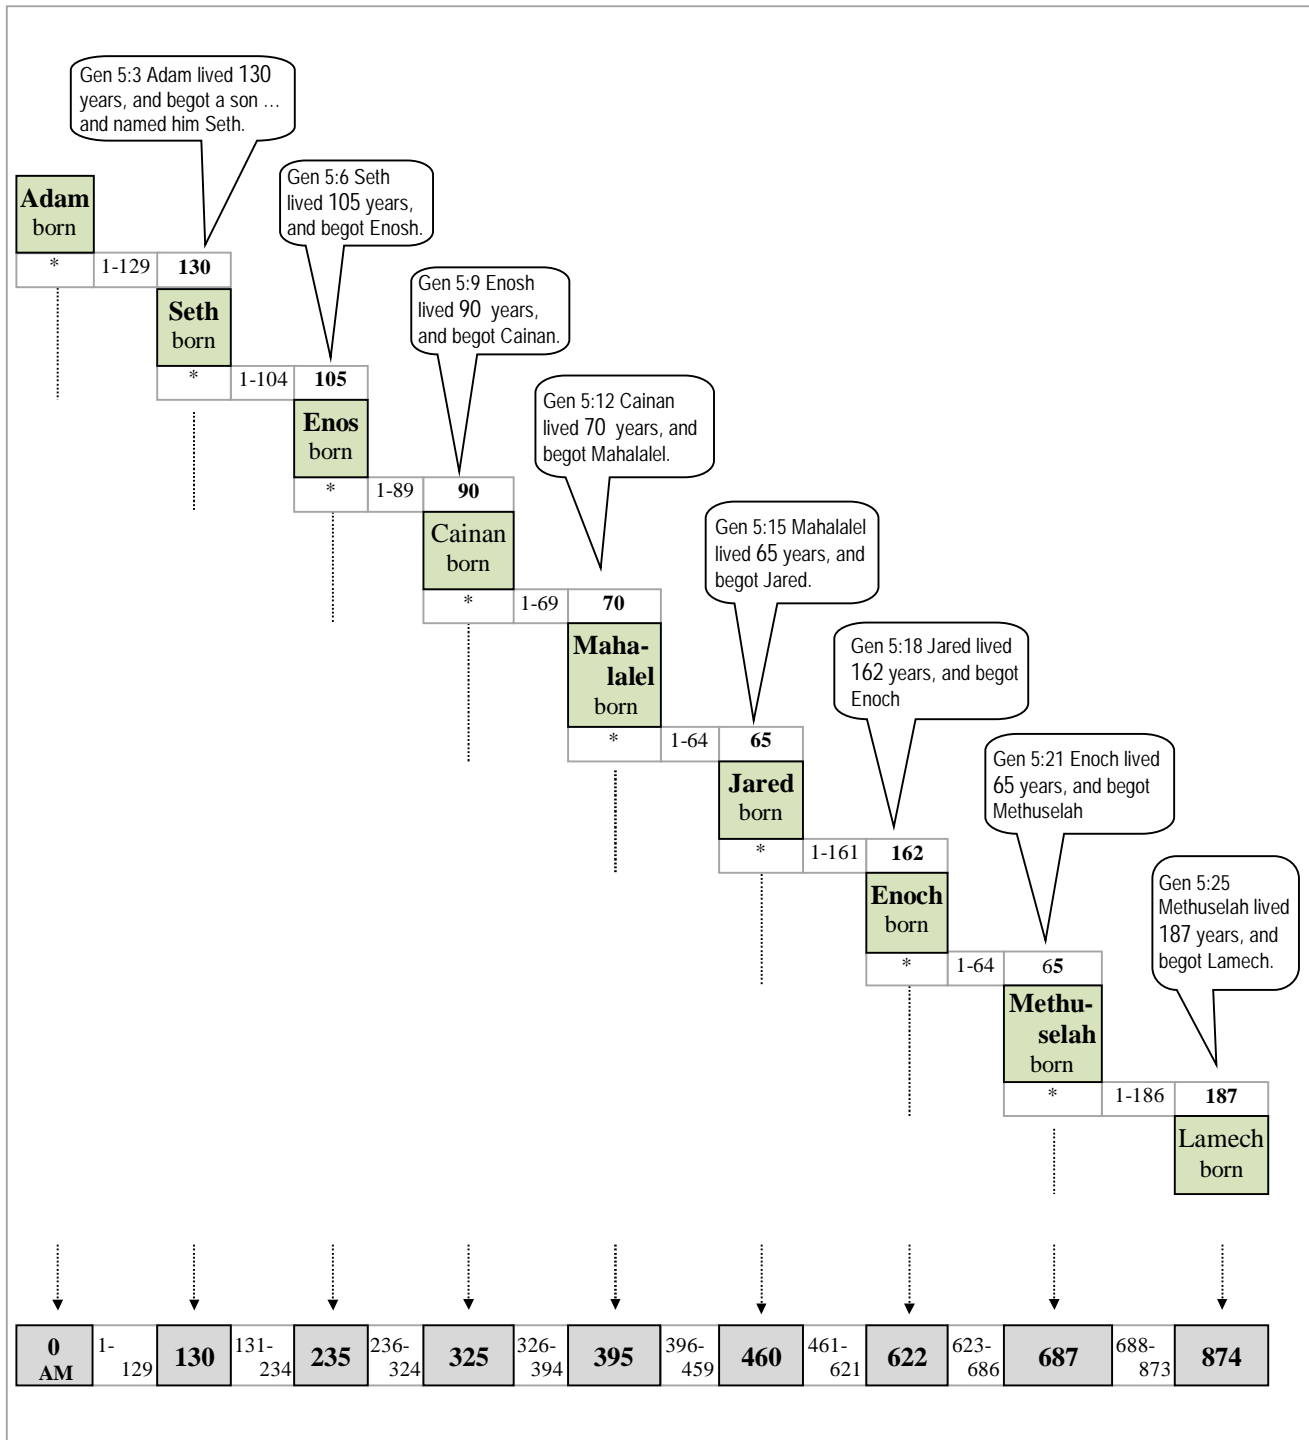 Gen 5:3 Adam lived 130
years, and begot a son ...
and named him Seth.
Adam
born
*
1-129
130
Gen 5:6 Seth
lived 105 years,
and begot Enosh.
Seth
born
*
1-104
105
Gen 5:9 Enosh
lived 90 years,
and begot Cainan.
Enos
born
*
1-89
90
Gen 5:12 Cainan
lived 70 years, and
begot Mahalalel.
Cainan
born
*
1-69
70
Gen 5:15 Mahalalel
lived 65 years, and
begot Jared.
Maha-
lalel
born
*
1-64
65
Gen 5:18 Jared lived
162 years, and begot
Enoch
Jared
born
*
1-161
162
Gen 5:21 Enoch lived
65 years, and begot
Methuselah
Enoch
born
*
1-64
65
Gen 5:25
Methuselah lived
187 years, and
begot Lamech.
Methu-
selah
born
*
1-186
187
Lamech
born
0
AM
1-
129
130
131-
234
235
236-
324
325
326-
394
395
396-
459
460
461-
621
622
623-
686
687
688-
873
874